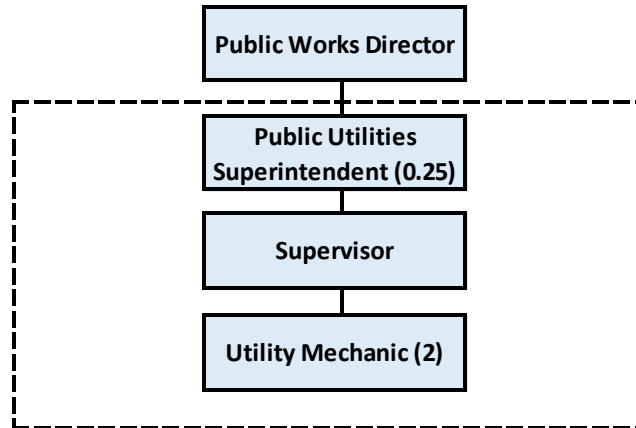 Public Works Director
Public Utilities
Superintendent (0.25)
Supervisor
Utility Mechanic (2)